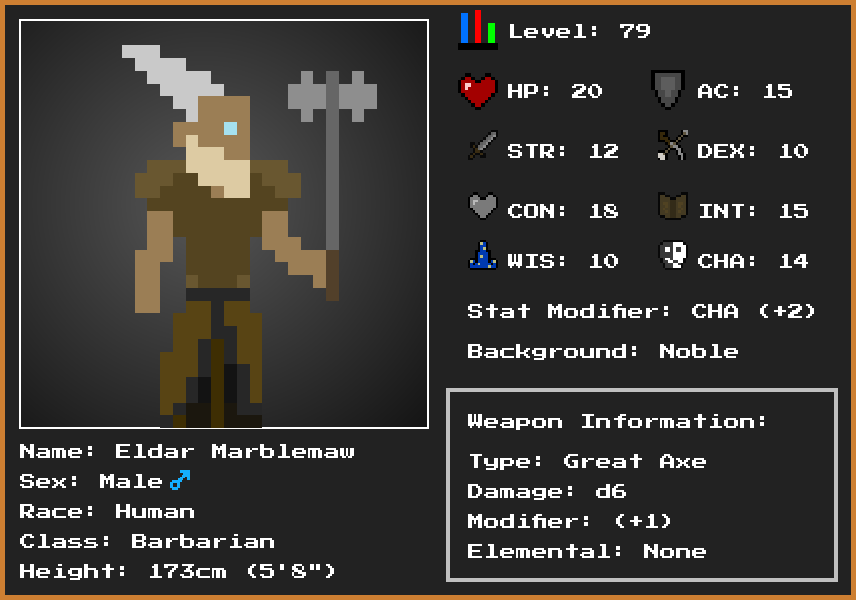 Level: 79
HP: 20
AC: 15
STR: 12
DEX: 10
CON: 18
INT: 15
WIS: 10
CHA: 14
Stat Modifier: CHA (+2)
Background: Noble
Weapon Information:
Type: Great Axe
Damage: d6
Modifier: (+1)
Elemental: None
Name: Eldar Marblemaw
Sex: Male ♂
Race: Human
Class: Barbarian
Height: 173cm (5'8")